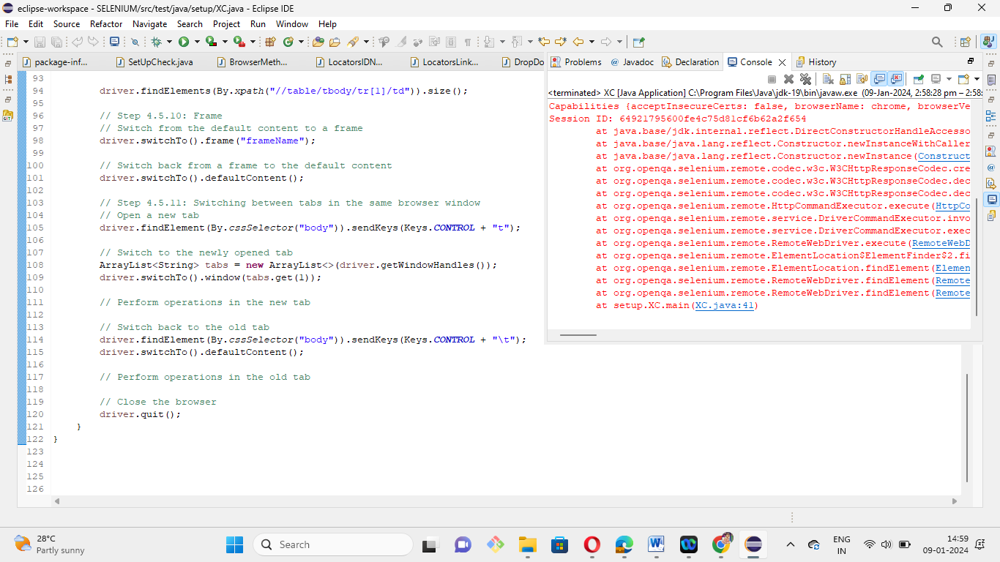 eclipse-workspace - SELENIUM/src/test/java/setup/XC.java - Eclipse IDE
File Edit Source Refactor Navigate Search Project Run Window Help
package-inf... SetUpCheck.java BrowserMeth... LocatorsIDN... LocatorsLink... DropDo
Problems @ Javadoc Declaration Console History
<terminated> XC [Java Application] C:\Program Files\Java\jdk-19\bin\javaw.exe (09-Jan-2024, 2:58:28 pm – 2:58:
Capabilities {acceptInsecureCerts: false, browserName: chrome, browserVe
Session ID: 64921795600fe4c75d81cf6b62a2f654
at java.base/jdk.internal.reflect.DirectConstructorHandleAccesso
at java.base/java.lang.reflect.Constructor.newInstanceWithCaller
at java.base/java.lang.reflect.Constructor.newInstance(Construct
at org.openqa.selenium.remote.codec.w3c.W3CHttpResponseCodec.cre
at org.openqa.selenium.remote.codec.w3c.W3CHttpResponseCodec.dec
at org.openqa.selenium.remote.codec.w3c.W3CHttpResponseCodec.dec
at org.openqa.selenium.remote.HttpCommandExecutor.execute(HttpCo
at org.openqa.selenium.remote.service.DriverCommandExecutor.invo
at org.openqa.selenium.remote.service.DriverCommandExecutor.exec
at org.openqa.selenium.remote.RemoteWebDriver.execute(RemoteWebD
at org.openqa.selenium.remote.ElementLocation$ElementFinder$2.fi
at org.openqa.selenium.remote.ElementLocation.findElement(Elemen
at org.openqa.selenium.remote.RemoteWebDriver.findElement(Remote
at org.openqa.selenium.remote.RemoteWebDriver.findElement(Remote
at setup.XC.main(XC.java:41)
93
94 driver.findElements(By.xpath("//table/tbody/tr[1]/td")).size();
95
96 // Step 4.5.10: Frame
97 // Switch from the default content to a frame
98 driver.switchTo().frame("frameName");
99
100 // Switch back from a frame to the default content
101 driver.switchTo().defaultContent();
102
103 // Step 4.5.11: Switching between tabs in the same browser window
104 // Open a new tab
105 driver.findElement(By.cssSelector("body")).sendKeys(Keys.CONTROL + "t");
106
107 // Switch to the newly opened tab
108 ArrayList<String> tabs = new ArrayList<>(driver.getWindowHandles());
109 driver.switchTo().window(tabs.get(1));
110
111 // Perform operations in the new tab
112
113 // Switch back to the old tab
114 driver.findElement(By.cssSelector("body")).sendKeys(Keys.CONTROL + "\t");
115 driver.switchTo().defaultContent();
116
117 // Perform operations in the old tab
118
119 // Close the browser
120 driver.quit();
121 }
122 }
123
124
125
126
28°C
Partly sunny
Search
ENG
IN
14:59
09-01-2024